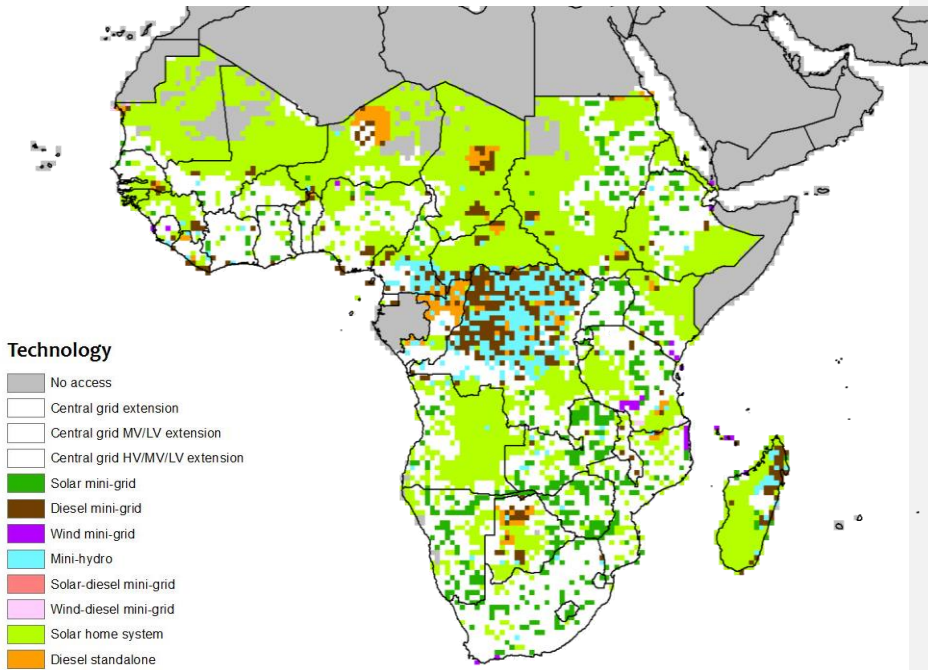 Technology
No access
Central grid extension
Central grid MV/LV extension
Central grid HV/MV/LV extension
Solar mini-grid
Diesel mini-grid
Wind mini-grid
Mini-hydro
Solar-diesel mini-grid
Wind-diesel mini-grid
Solar home system
Diesel standalone